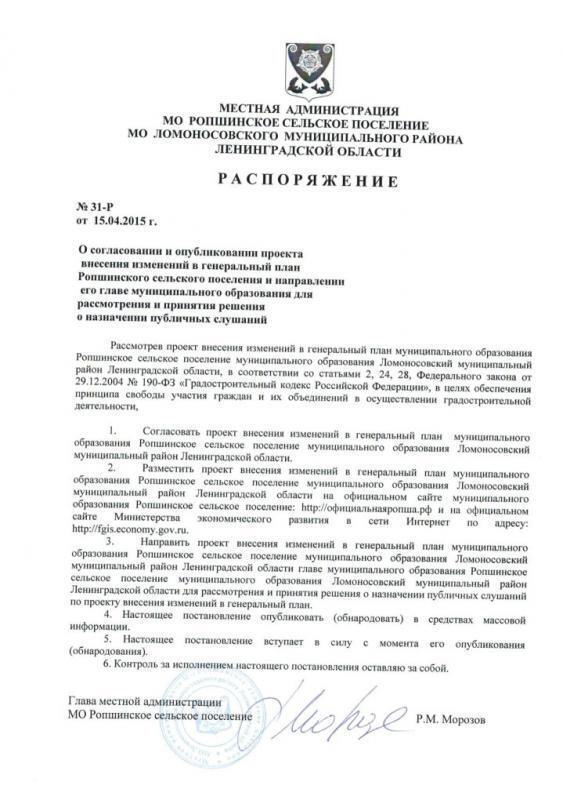 МЕСТНАЯ АДМИНИСТРАЦИЯ
МО РОПШИНСКОЕ СЕЛЬСКОЕ ПОСЕЛЕНИЕ
МО ЛОМОНОСОВСКОГО МУНИЦИПАЛЬНОГО РАЙОНА
ЛЕНИНГРАДСКОЙ ОБЛАСТИ
РАСПОРЯЖЕНИЕ
№ 31-Р
от 15.04.2015 г.
О согласовании и опубликовании проекта
внесения изменений в генеральный план
Ропшинского сельского поселения и направлении
его главе муниципального образования для
рассмотрения и принятия решения
о назначении публичных слушаний
Рассмотрев проект внесения изменений в генеральный план муниципального образования
Ропшинское сельское поселение муниципального образования Ломоносовский муниципальный
район Ленинградской области, в соответствии со статьями 2, 24, 28, Федерального закона от
29.12.2004 № 190-ФЗ «Градостроительный кодекс Российской Федерации», в целях обеспечения
принципа свободы участия граждан и их объединений в осуществлении градостроительной
деятельности,
1. Согласовать проект внесения изменений в генеральный план муниципального
образования Ропшинское сельское поселение муниципального образования Ломоносовский
муниципальный район Ленинградской области.
2. Разместить проект внесения изменений в генеральный план муниципального
образования Ропшинское сельское поселение муниципального образования Ломоносовский
муниципальный район Ленинградской области на официальном сайте муниципального
образования Ропшинское сельское поселение: http://официальнаяропша.рф и на официальном
сайте Министерства экономического развития в сети Интернет по адресу:
http://fgis.economy.gov.ru.
3. Направить проект внесения изменений в генеральный план муниципального
образования Ропшинское сельское поселение муниципального образования Ломоносовский
муниципальный район Ленинградской области главе муниципального образования Ропшинское
сельское поселение муниципального образования Ломоносовский муниципальный район
Ленинградской области для рассмотрения и принятия решения о назначении публичных слушаний
по проекту внесения изменений в генеральный план.
4. Настоящее постановление опубликовать (обнародовать) в средствах массовой
информации.
5. Настоящее постановление вступает в силу с момента его опубликования
(обнародования).
6. Контроль за исполнением настоящего постановления оставляю за собой.
Глава местной администрации
МО Ропшинское сельское поселение Р.М. Морозов